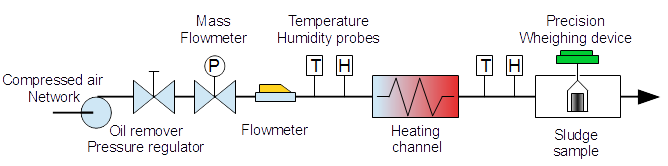 Mass
Flowmeter
Temperature
Humidity probes
Precision
Wheighing device
Compressed air
Network
P
T
H
T
H
Oil remover
Pressure regulator
Flowmeter
Heating
channel
Sludge
sample